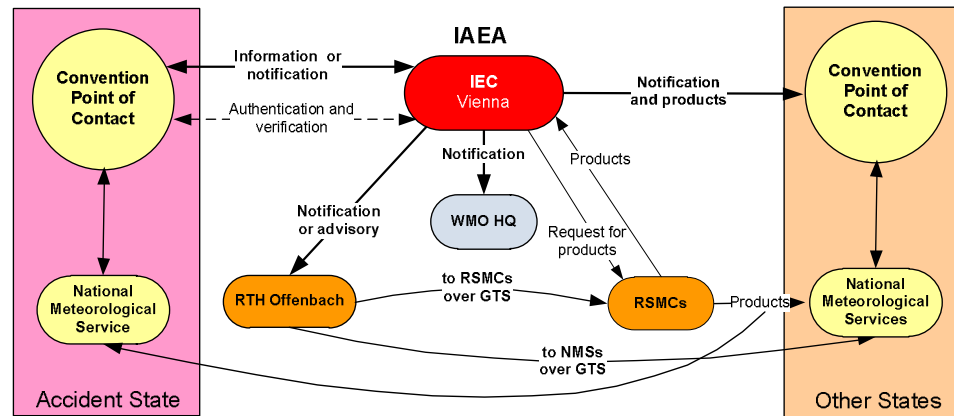 IAEA
Convention
Point of
Contact
Information or
notification
Authentication and
verification
IEC
Vienna
Notification
and products
Convention
Point of
Contact
Notification
Products
WMO HQ
Notification
or advisory
Request for
products
National
Meteorological
Service
RTH Offenbach
to RSMCs
over GTS
RSMCs
Products
National
Meteorological
Services
to NMSs
over GTS
Accident State
Other States